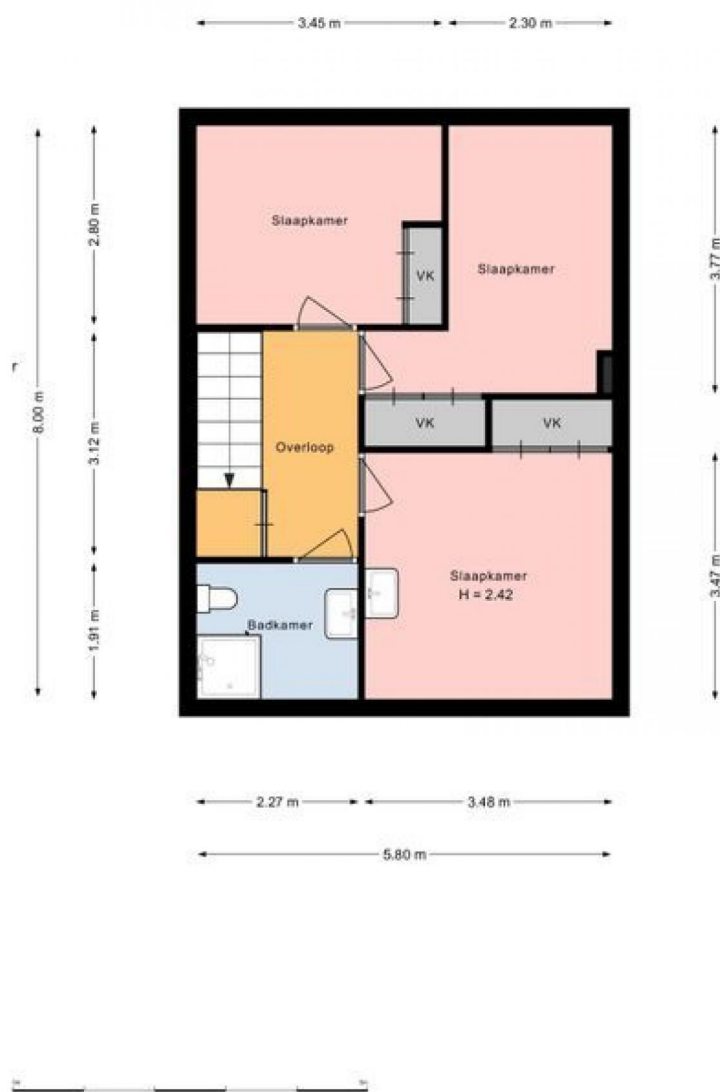 3.45 m
2.30 m
2.80 m
Slaapkamer
3.77 m
Slaapkamer
VK
r
8.00 m
3.12 m
VK
VK
Overloop
3.47 m
Slaapkamer
H = 2.42
1.91 m
Badkamer
2.27 m
3.48 m
5.80 m